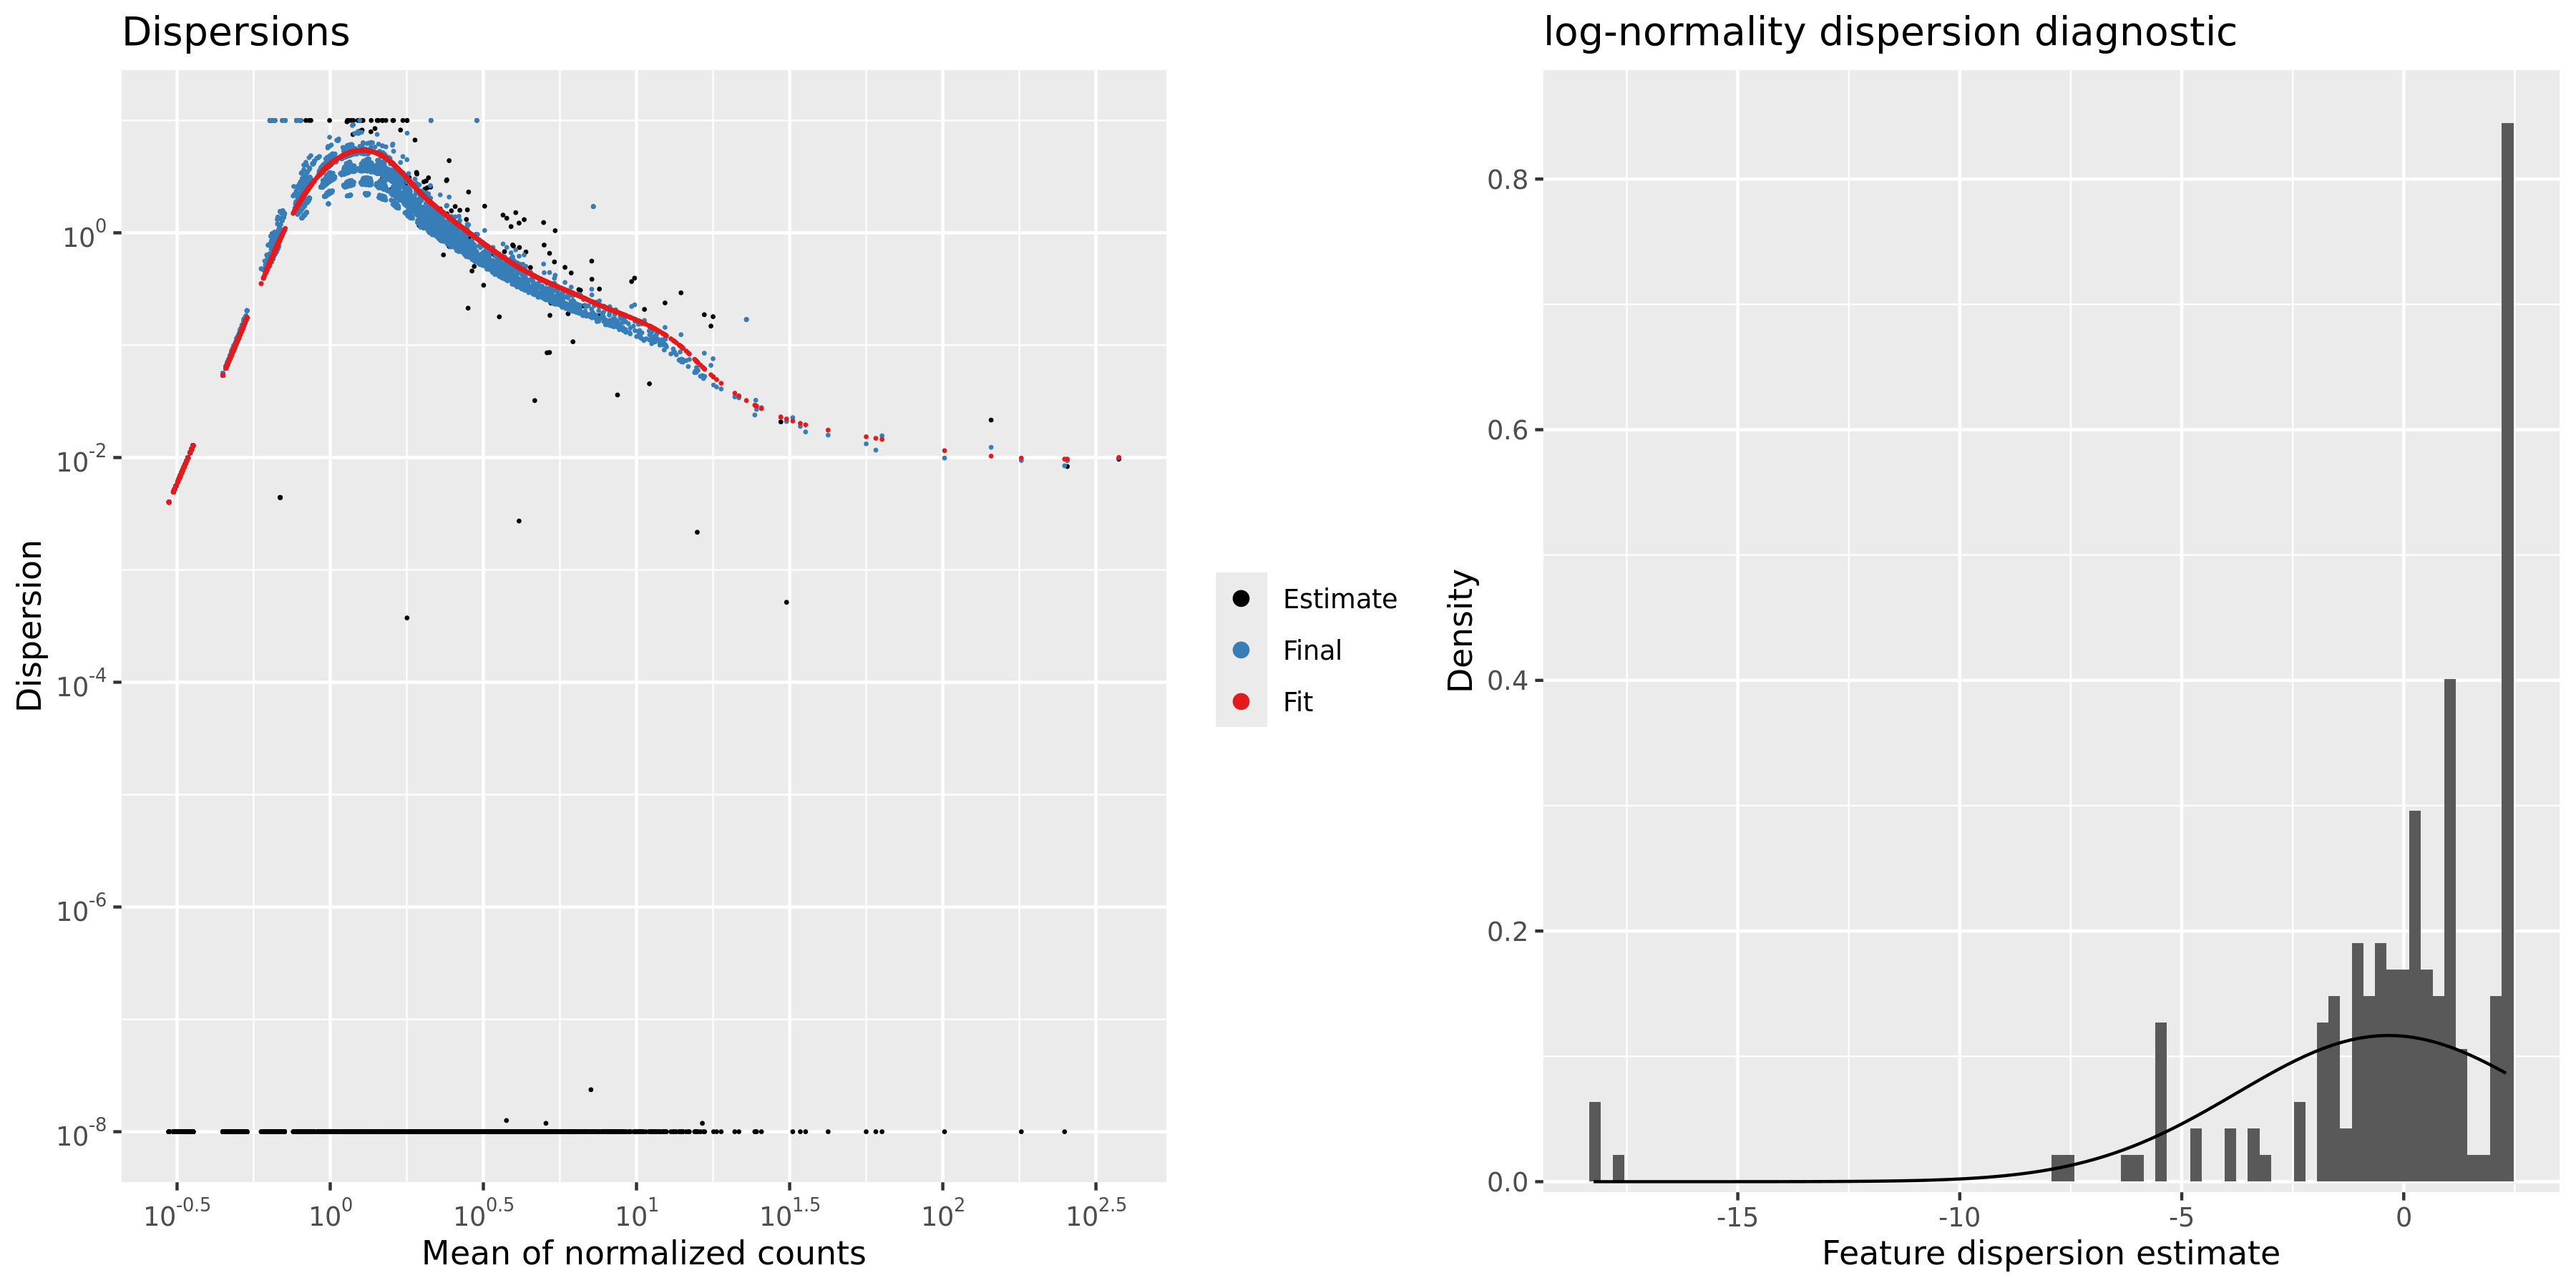 Dispersions
Dispersion
10^0
10^-2
10^-4
10^-6
10^-8
10^-0.5
10^0
10^0.5
10^1
10^1.5
10^2
10^2.5
Mean of normalized counts
Estimate
Final
Fit
log-normality dispersion diagnostic
Density
0.8
0.6
0.4
0.2
0.0
-15
-10
-5
0
Feature dispersion estimate